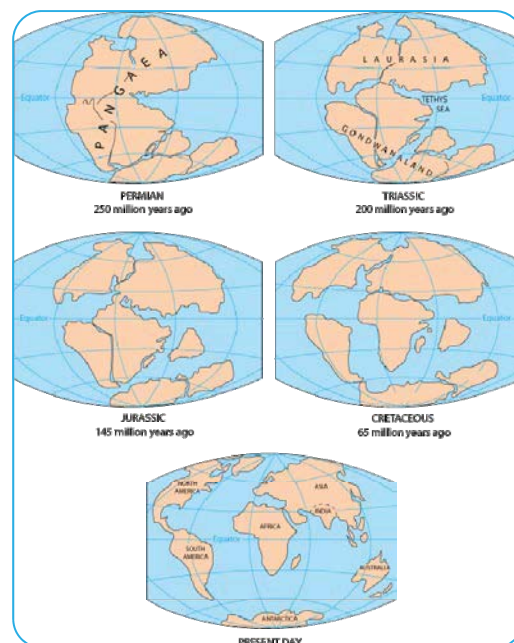 PANGAEA
Equator
PERMIAN
250 million years ago
LAURASIA
Equator
TETHYS
SEA
GONDWANALAND
TRIASSIC
200 million years ago
Equator
JURASSIC
145 million years ago
Equator
CRETACEOUS
65 million years ago
NORTH
AMERICA
ASIA
INDIA
AFRICA
Equator
SOUTH
AMERICA
AUSTRALIA
ANTARCTICA
PRESENT DAY